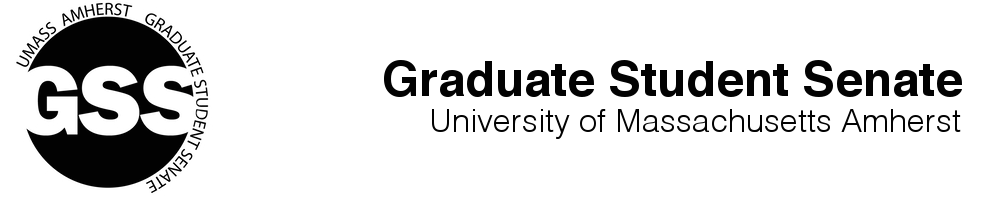 UMASS AMHERST GRADUATE STUDENT SENATE
GSS
Graduate Student Senate
University of Massachusetts Amherst